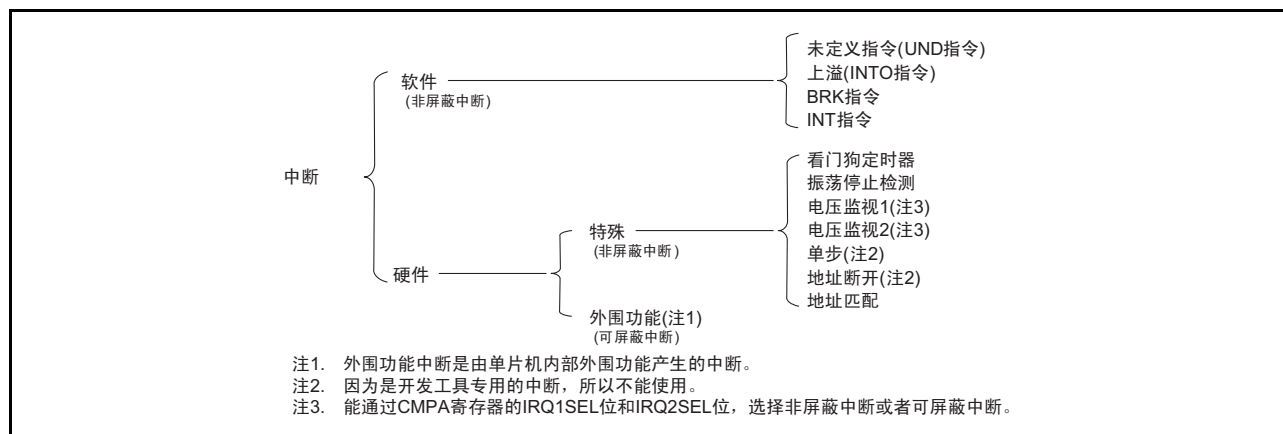 未定义指令(UND指令)
软件
上溢(INTO指令)
(非屏蔽中断)
BRK指令
INT指令
中断
看门狗定时器
振荡停止检测
电压监视1(注3)
特殊
电压监视2(注3)
(非屏蔽中断)
单步(注2)
硬件
地址断开(注2)
地址匹配
外围功能(注1)
(可屏蔽中断)
注1. 外围功能中断是由单片机内部外围功能产生的中断。
注2. 因为是开发工具专用的中断，所以不能使用。
注3. 能通过CMPA寄存器的IRQ1SEL位和IRQ2SEL位，选择非屏蔽中断或者可屏蔽中断。